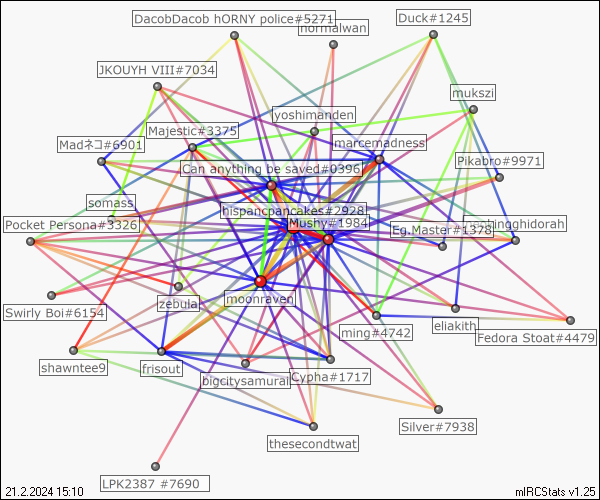 DacobDacob hORNY police#5271
normalwan
Duck#1245
JKOUYH VIII#7034
mukszi
yoshimanden
Majestic#3375
marcemadness
Madネコ#6901
Pikabro#9971
Can anything be saved#0396
somass
hispancpancakes#2928
Pocket Persona#3326
Mushy#1984
Eg.Master#1378
ngghidorah
moonraven
zebula
Swirly Boi#6154
ming#4742
eliakith
Fedora Stoat#4479
shawntee9
frisout
bigcitysamurai
Cypha#1717
Silver#7938
thesecondtwat
LPK2387 #7690
21.2.2024 15:10
mIRCStats v1.25